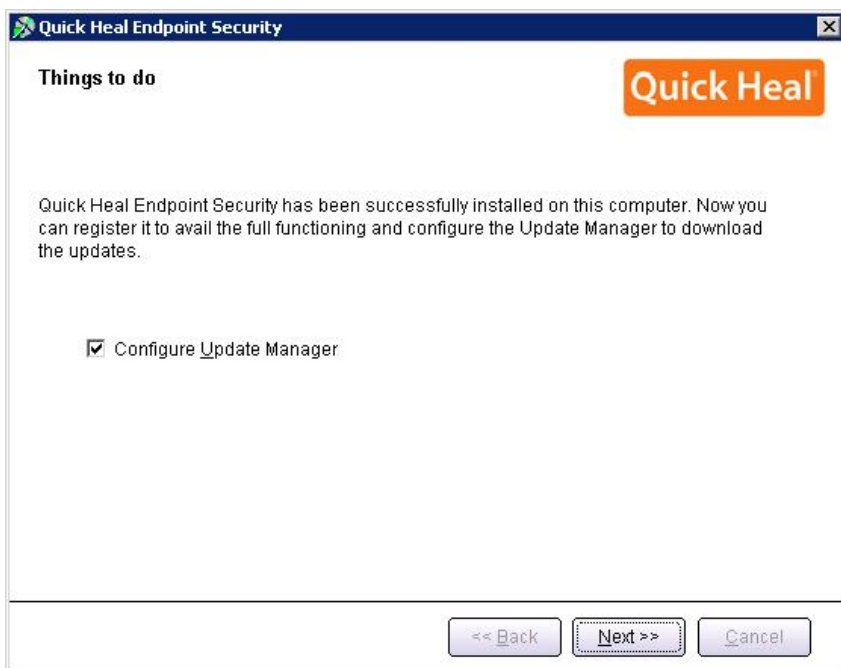 Quick Heal Endpoint Security
Things to do
Quick Heal
Quick Heal Endpoint Security has been successfully installed on this computer. Now you
can register it to avail the full functioning and configure the Update Manager to download
the updates.
Configure Update Manager
<< Back
Next >>
Cancel